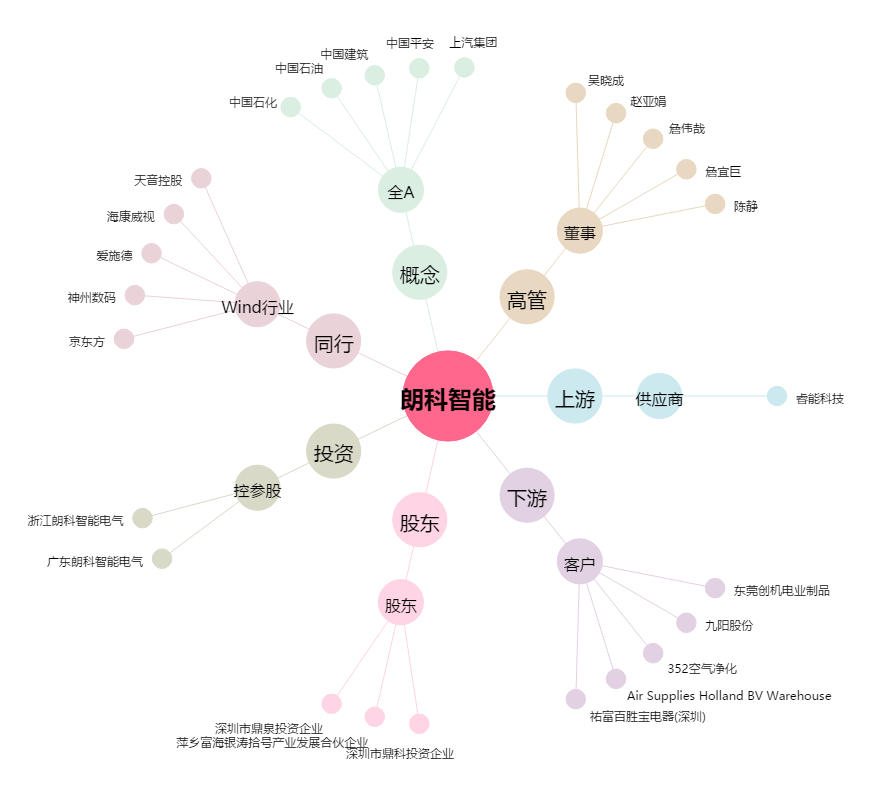 上汽集团
中国平安
中国建筑
中国石油
中国石化
吴晓成
赵亚娟
全A
董事
陈静
天音控股
海康威视
爱施德
神州数码
京东方
Wind行业
同行
概念
高管
朗科智能
上游
供应商
睿能科技
投资
控参股
浙江朗科智能电气
广东朗科智能电气
股东
股东
深圳市鼎泉投资企业
萍乡富海银涛拾号产业发展合伙企业
深圳市鼎科投资企业
下游
客户
东莞创机电业制品
九阳股份
352空气净化
Air Supplies Holland BV Warehouse
祐富百胜宝电器(深圳)